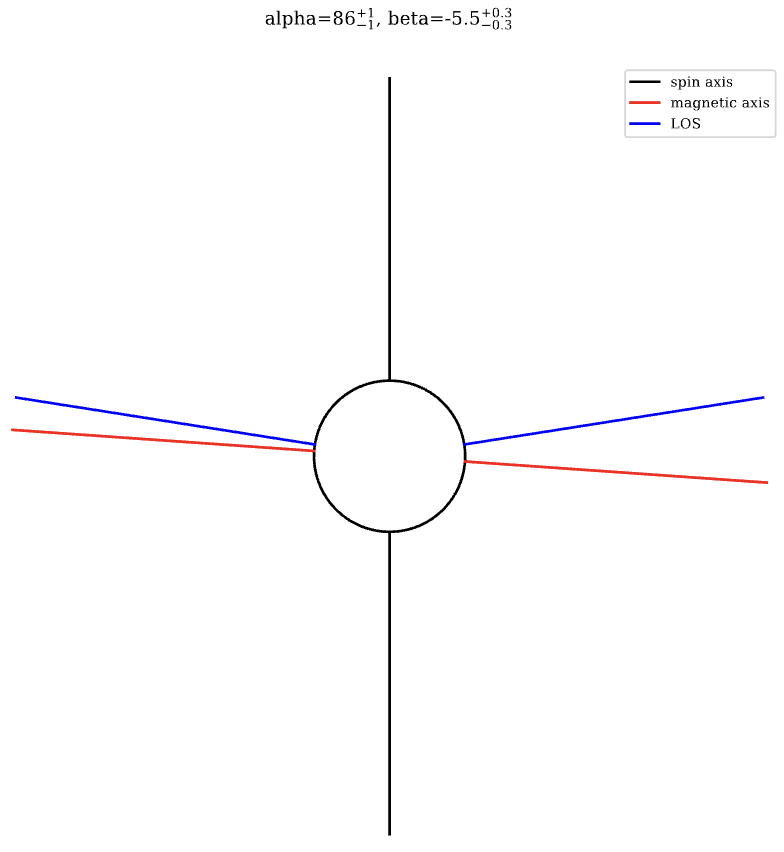 alpha=86$^{+1}_{-1}$, beta=-5.5$^{+0.3}_{-0.3}$
spin axis
magnetic axis
LOS